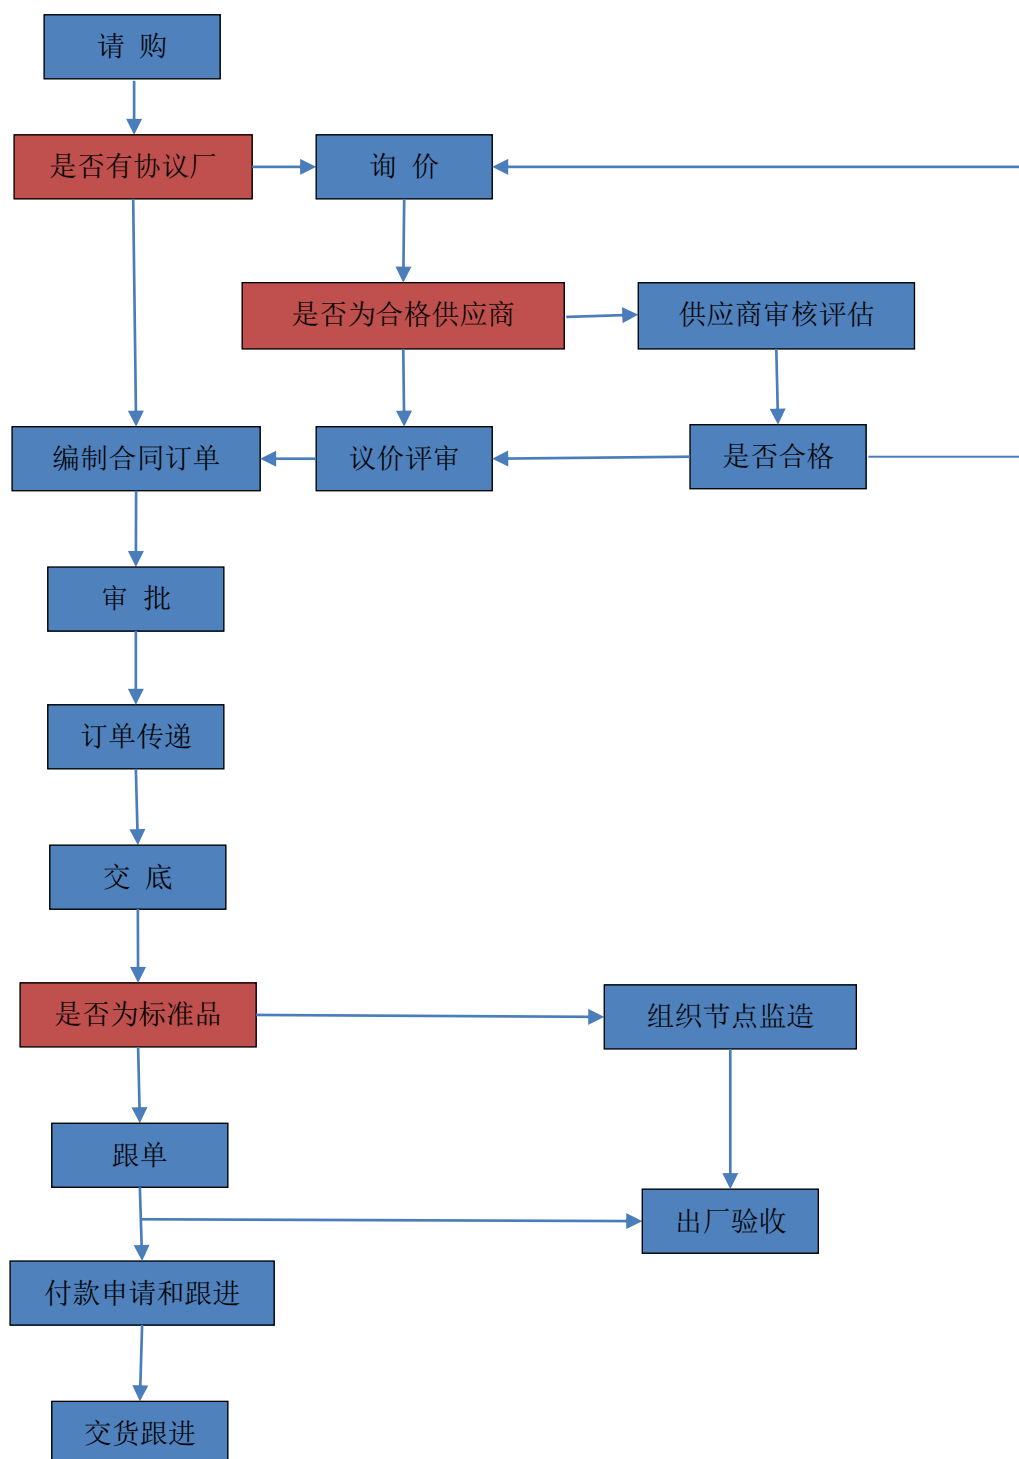 请 购
是否有协议厂
询 价
是否为合格供应商
供应商审核评估
编制合同订单
议价评审
是否合格
审 批
订单传递
交 底
是否为标准品
组织节点监造
跟单
出厂验收
付款申请和跟进
交货跟进